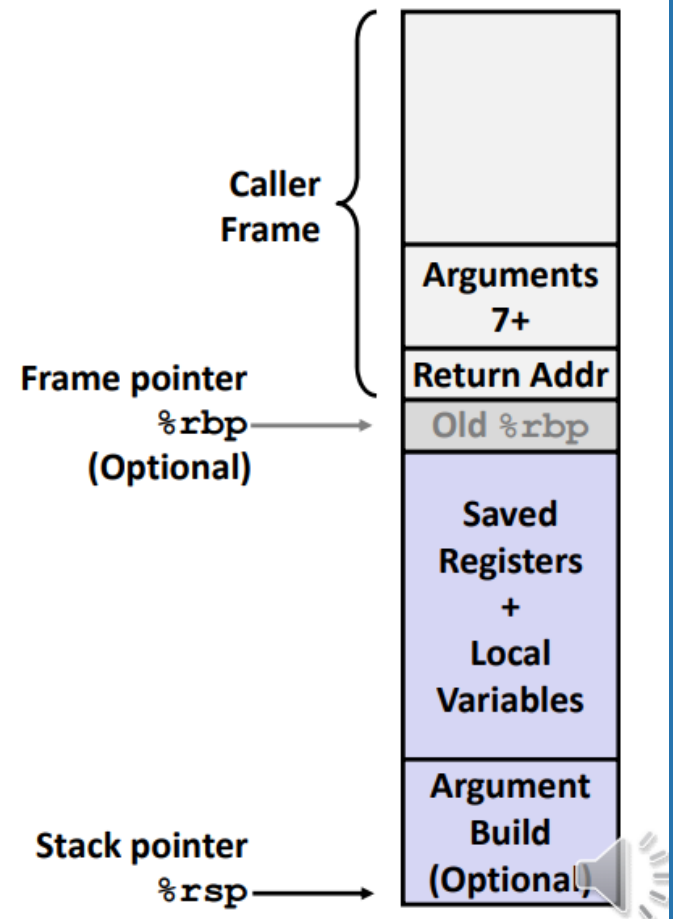 Caller
Frame
Arguments
7+
Return Addr
Frame pointer
%rbp
(Optional)
Old %rbp
Saved
Registers
+
Local
Variables
Argument
Build
(Optional)
Stack pointer
%rsp